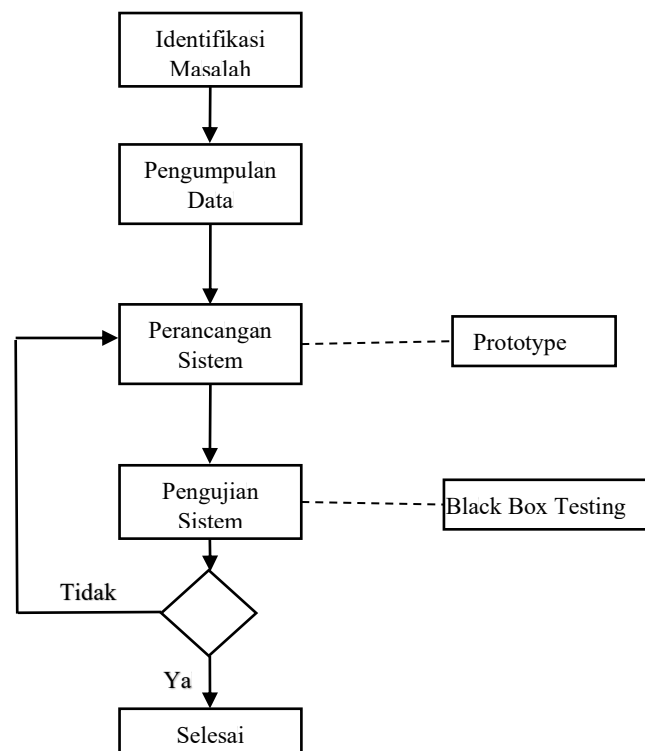 Identifikasi
Masalah
Pengumpulan
Data
Perancangan
Sistem
Prototype
Pengujian
Sistem
Black Box Testing
Tidak
Ya
Selesai